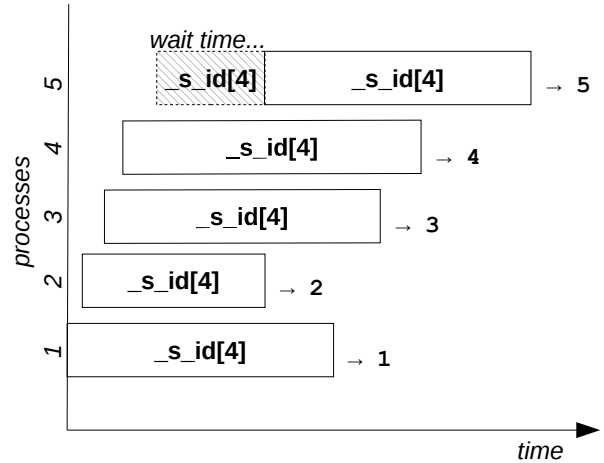 wait time...
5 _s_id[4] _s_id[4] → 5
4 _s_id[4] → 4
3 _s_id[4] → 3
2 _s_id[4] → 2
1 _s_id[4] → 1
processes
time